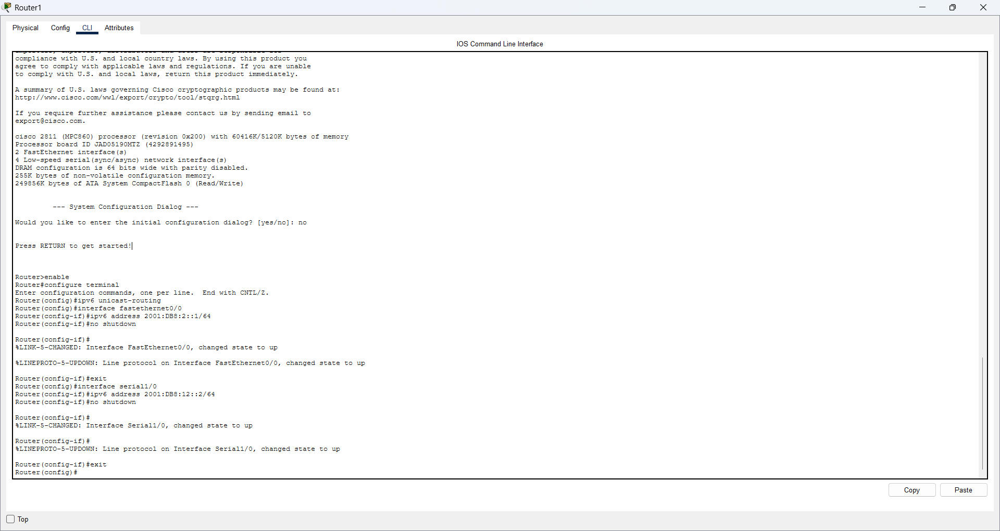 Router1
Physical Config CLI Attributes
IOS Command Line Interface
importers, exporters, distributors and users are responsible for
compliance with U.S. and local country laws. By using this product you
agree to comply with applicable laws and regulations. If you are unable
to comply with U.S. and local laws, return this product immediately.
A summary of U.S. laws governing Cisco cryptographic products may be found at:
http://www.cisco.com/wwl/export/crypto/tool/stqrg.html
If you require further assistance please contact us by sending email to
export@cisco.com.
cisco 2811 (MPC860) processor (revision 0x200) with 60416K/5120K bytes of memory
Processor board ID JAD05190MTZ (4292891495)
2 FastEthernet interface(s)
4 Low-speed serial(sync/async) network interface(s)
DRAM configuration is 64 bits wide with parity disabled.
255K bytes of non-volatile configuration memory.
249856K bytes of ATA System CompactFlash 0 (Read/Write)
--- System Configuration Dialog ---
Would you like to enter the initial configuration dialog? [yes/no]: no
Press RETURN to get started!
Router>enable
Router#configure terminal
Enter configuration commands, one per line.  End with CNTL/Z.
Router(config)#ipv6 unicast-routing
Router(config)#interface fastethernet0/0
Router(config-if)#ipv6 address 2001:DB8:2::1/64
Router(config-if)#no shutdown
Router(config-if)#
%LINK-5-CHANGED: Interface FastEthernet0/0, changed state to up
%LINEPROTO-5-UPDOWN: Line protocol on Interface FastEthernet0/0, changed state to up
Router(config-if)#exit
Router(config)#interface serial1/0
Router(config-if)#ipv6 address 2001:DB8:12::2/64
Router(config-if)#no shutdown
Router(config-if)#
%LINK-5-CHANGED: Interface Serial1/0, changed state to up
Router(config-if)#
%LINEPROTO-5-UPDOWN: Line protocol on Interface Serial1/0, changed state to up
Router(config-if)#exit
Router(config)#
Copy Paste
Top